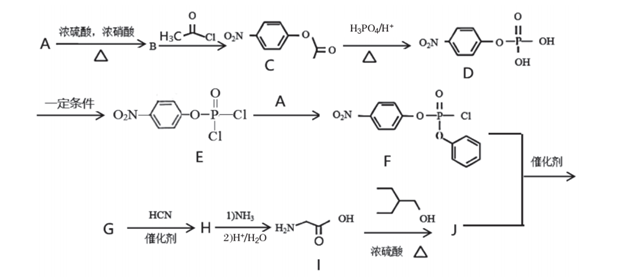 A 浓硫酸，浓硝酸 △ B H₃C O Cl O₂N O O C H₃PO₄/H⁺ △ O₂N O O P OH OH D
一定条件 O₂N O O P Cl Cl E A O₂N O O P Cl O F 催化剂
G HCN 催化剂 H 1)NH₃ 2)H⁺/H₂O H₂N OH O I OH 浓硫酸 △ J